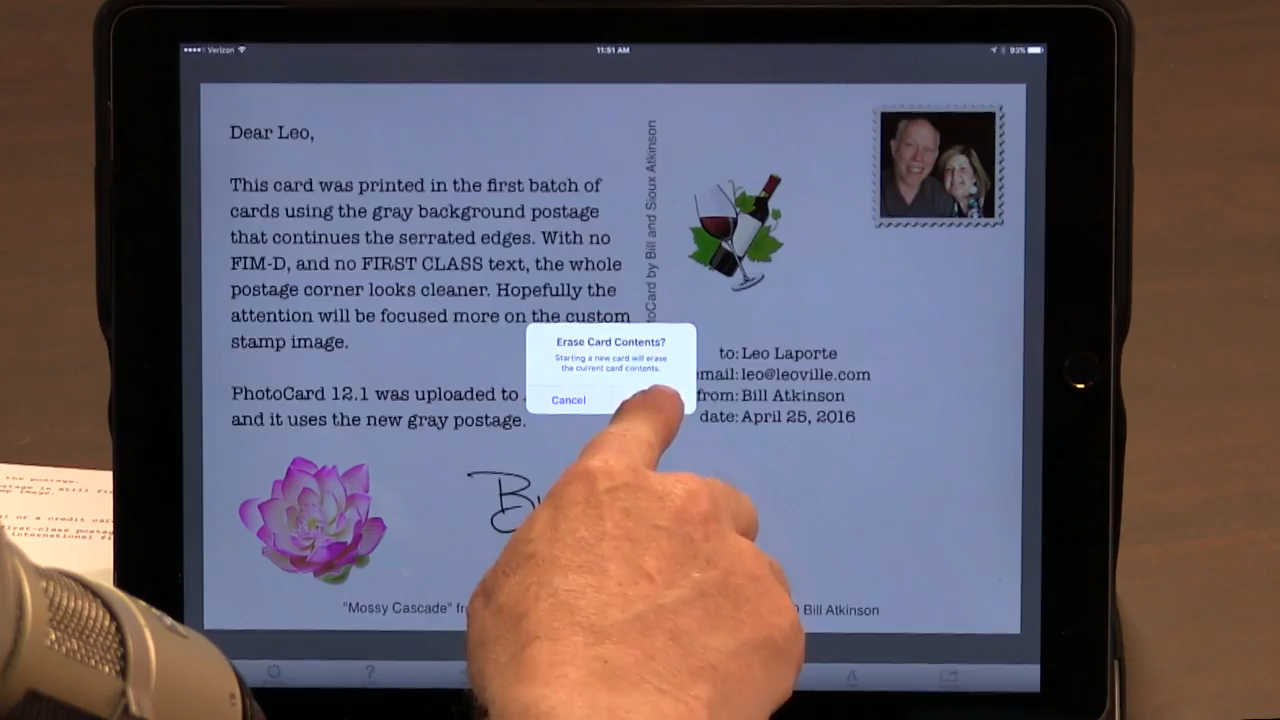 Verizon
11:51 AM
93%
Dear Leo,
This card was printed in the first batch of
cards using the gray background postage
that continues the serrated edges. With no
FIM-D, and no FIRST CLASS text, the whole
postage corner looks cleaner. Hopefully the
attention will be focused more on the custom
stamp image.
PhotoCard 12.1 was uploaded to
and it uses the new gray postage.
toCard by Bill and Sioux Atkinson
Erase Card Contents?
Starting a new card will erase
the current card contents.
Cancel
to: Leo Laporte
email: leo@leoville.com
from: Bill Atkinson
date: April 25, 2016
"Mossy Cascade"
Bill Atkinson
?
A
the postage.